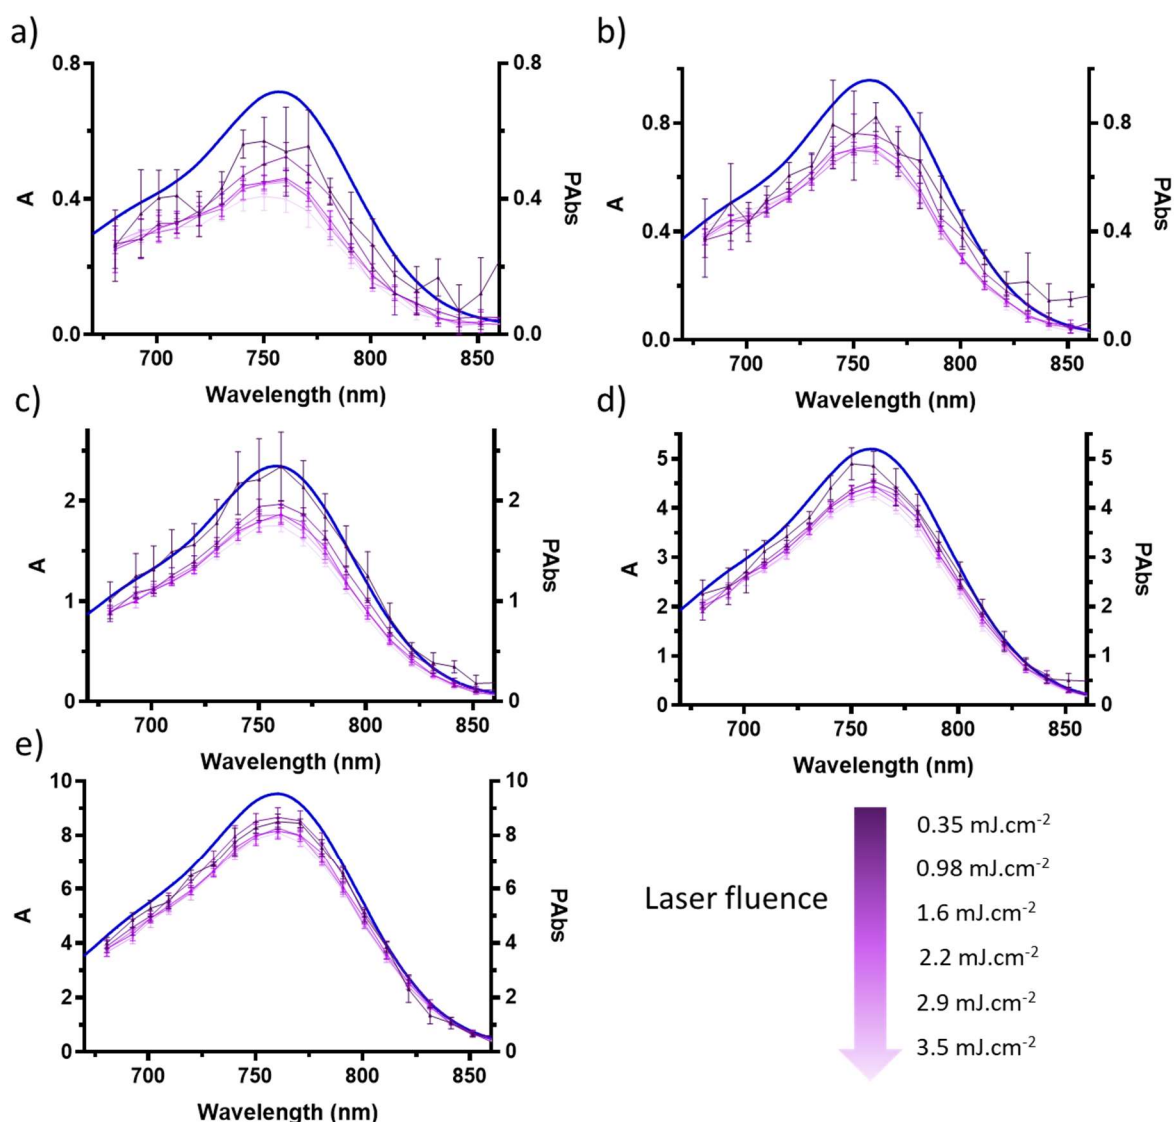 a)
0.8
0.4
0.0
A
0.8
0.4
0.0
PAbs
700
750
800
850
Wavelength (nm)
b)
0.8
0.4
0.0
A
0.8
0.4
0.0
PAbs
700
750
800
850
Wavelength (nm)
c)
2
1
0
A
2
1
0
PAbs
700
750
800
850
Wavelength (nm)
d)
5
4
3
2
1
0
A
5
4
3
2
1
0
PAbs
700
750
800
850
Wavelength (nm)
e)
10
8
6
4
2
0
A
10
8
6
4
2
0
PAbs
700
750
800
850
Wavelength (nm)
Laser fluence
0.35 mJ.cm⁻²
0.98 mJ.cm⁻²
1.6 mJ.cm⁻²
2.2 mJ.cm⁻²
2.9 mJ.cm⁻²
3.5 mJ.cm⁻²